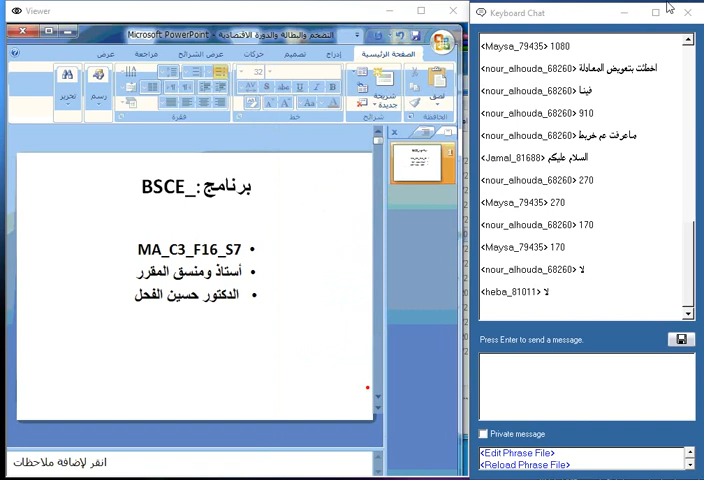 Viewer
التضخم والبطالة والدورة الاقتصادية - Microsoft PowerPoint
الصفحة الرئيسية
إدراج
تصميم
حركات
عرض الشرائح
مراجعة
عرض
لصق
الحافظة
شريحة جديدة
شرائح
32
خط
فقرة
رسم
تحرير
برنامج:_BSCE
• MA_C3_F16_S7
• أستاذ ومنسق المقرر
• الدكتور حسين الفحل
انقر لإضافة ملاحظات
Keyboard Chat
<Maysa_79435> 1080
<nour_alhouda_68260> اخطئت بتعويض المعادلة
<nour_alhouda_68260> فينا
<nour_alhouda_68260> 910
<nour_alhouda_68260> ماعرفت عم خربط
<Jamal_81688> السلام عليكم
<nour_alhouda_68260> 270
<Maysa_79435> 270
<nour_alhouda_68260> 170
<Maysa_79435> 170
<nour_alhouda_68260> لا
<heba_81011> لا
Press Enter to send a message.
Private message
<Edit Phrase File>
<Reload Phrase File>